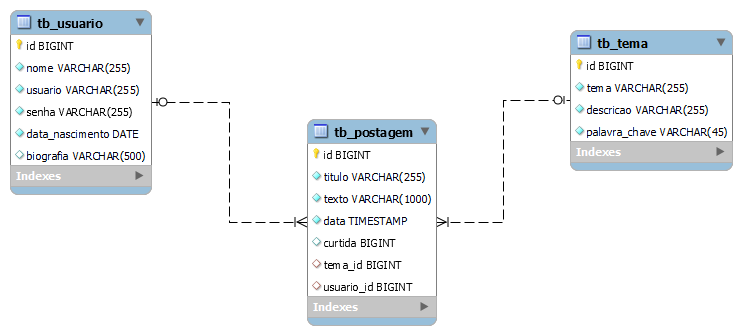 tb_usuario
id BIGINT
nome VARCHAR(255)
usuario VARCHAR(255)
senha VARCHAR(255)
data_nascimento DATE
biografia VARCHAR(500)
Indexes
tb_postagem
id BIGINT
titulo VARCHAR(255)
texto VARCHAR(1000)
data TIMESTAMP
curtida BIGINT
tema_id BIGINT
usuario_id BIGINT
Indexes
tb_tema
id BIGINT
tema VARCHAR(255)
descricao VARCHAR(255)
palavra_chave VARCHAR(45)
Indexes